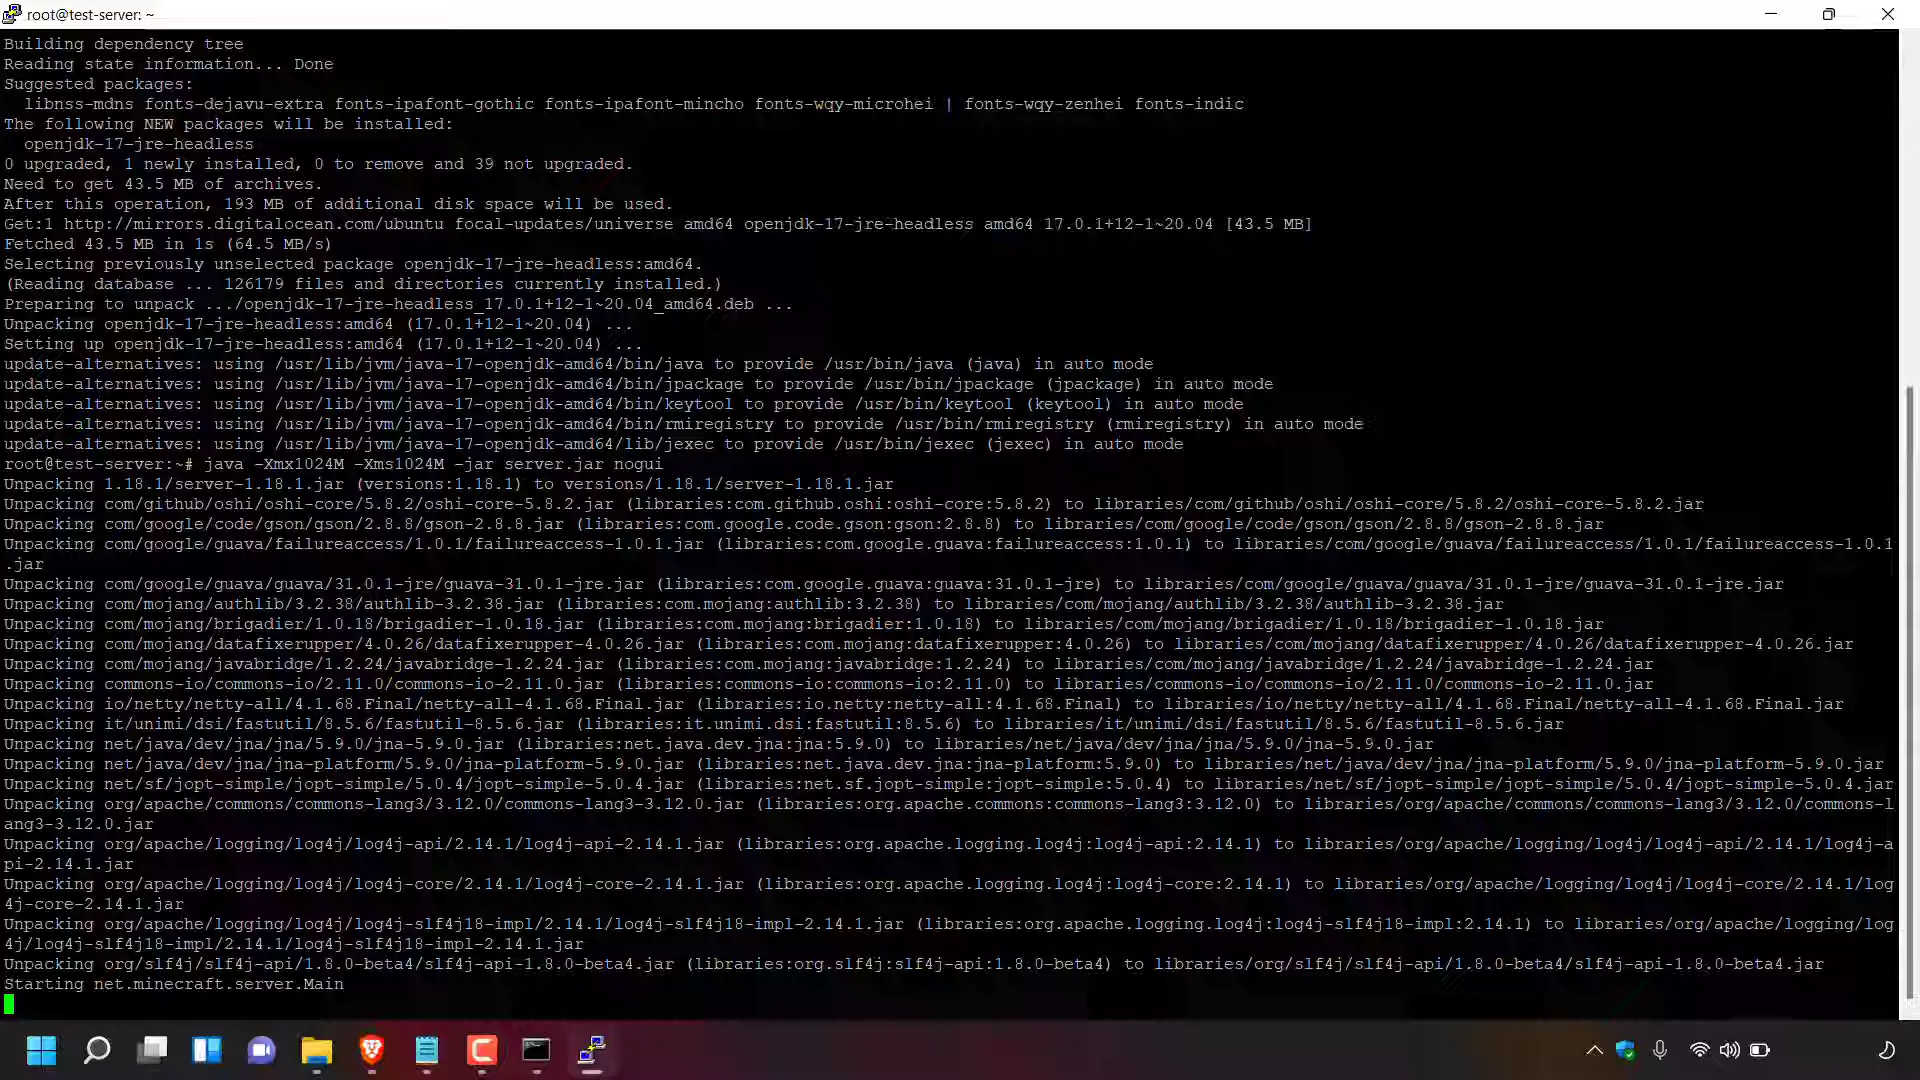 root@test-server: ~
Building dependency tree
Reading state information... Done
Suggested packages:
libnss-mdns fonts-dejavu-extra fonts-ipafont-gothic fonts-ipafont-mincho fonts-wqy-microhei | fonts-wqy-zenhei fonts-indic
The following NEW packages will be installed:
openjdk-17-jre-headless
0 upgraded, 1 newly installed, 0 to remove and 39 not upgraded.
Need to get 43.5 MB of archives.
After this operation, 193 MB of additional disk space will be used.
Get:1 http://mirrors.digitalocean.com/ubuntu focal-updates/universe amd64 openjdk-17-jre-headless amd64 17.0.1+12-1~20.04 [43.5 MB]
Fetched 43.5 MB in 1s (64.5 MB/s)
Selecting previously unselected package openjdk-17-jre-headless:amd64.
(Reading database ... 126179 files and directories currently installed.)
Preparing to unpack .../openjdk-17-jre-headless_17.0.1+12-1~20.04_amd64.deb ...
Unpacking openjdk-17-jre-headless:amd64 (17.0.1+12-1~20.04) ...
Setting up openjdk-17-jre-headless:amd64 (17.0.1+12-1~20.04) ...
update-alternatives: using /usr/lib/jvm/java-17-openjdk-amd64/bin/java to provide /usr/bin/java (java) in auto mode
update-alternatives: using /usr/lib/jvm/java-17-openjdk-amd64/bin/jpackage to provide /usr/bin/jpackage (jpackage) in auto mode
update-alternatives: using /usr/lib/jvm/java-17-openjdk-amd64/bin/keytool to provide /usr/bin/keytool (keytool) in auto mode
update-alternatives: using /usr/lib/jvm/java-17-openjdk-amd64/bin/rmiregistry to provide /usr/bin/rmiregistry (rmiregistry) in auto mode
update-alternatives: using /usr/lib/jvm/java-17-openjdk-amd64/lib/jexec to provide /usr/bin/jexec (jexec) in auto mode
root@test-server:~# java -Xmx1024M -Xms1024M -jar server.jar nogui
Unpacking 1.18.1/server-1.18.1.jar (versions:1.18.1) to versions/1.18.1/server-1.18.1.jar
Unpacking com/github/oshi/oshi-core/5.8.2/oshi-core-5.8.2.jar (libraries:com.github.oshi:oshi-core:5.8.2) to libraries/com/github/oshi/oshi-core/5.8.2/oshi-core-5.8.2.jar
Unpacking com/google/code/gson/gson/2.8.8/gson-2.8.8.jar (libraries:com.google.code.gson:gson:2.8.8) to libraries/com/google/code/gson/gson/2.8.8/gson-2.8.8.jar
Unpacking com/google/guava/failureaccess/1.0.1/failureaccess-1.0.1.jar (libraries:com.google.guava:failureaccess:1.0.1) to libraries/com/google/guava/failureaccess/1.0.1/failureaccess-1.0.1
.jar
Unpacking com/google/guava/guava/31.0.1-jre/guava-31.0.1-jre.jar (libraries:com.google.guava:guava:31.0.1-jre) to libraries/com/google/guava/guava/31.0.1-jre/guava-31.0.1-jre.jar
Unpacking com/mojang/authlib/3.2.38/authlib-3.2.38.jar (libraries:com.mojang:authlib:3.2.38) to libraries/com/mojang/authlib/3.2.38/authlib-3.2.38.jar
Unpacking com/mojang/brigadier/1.0.18/brigadier-1.0.18.jar (libraries:com.mojang:brigadier:1.0.18) to libraries/com/mojang/brigadier/1.0.18/brigadier-1.0.18.jar
Unpacking com/mojang/datafixerupper/4.0.26/datafixerupper-4.0.26.jar (libraries:com.mojang:datafixerupper:4.0.26) to libraries/com/mojang/datafixerupper/4.0.26/datafixerupper-4.0.26.jar
Unpacking com/mojang/javabridge/1.2.24/javabridge-1.2.24.jar (libraries:com.mojang:javabridge:1.2.24) to libraries/com/mojang/javabridge/1.2.24/javabridge-1.2.24.jar
Unpacking commons-io/commons-io/2.11.0/commons-io-2.11.0.jar (libraries:commons-io:commons-io:2.11.0) to libraries/commons-io/commons-io/2.11.0/commons-io-2.11.0.jar
Unpacking io/netty/netty-all/4.1.68.Final/netty-all-4.1.68.Final.jar (libraries:io.netty:netty-all:4.1.68.Final) to libraries/io/netty/netty-all/4.1.68.Final/netty-all-4.1.68.Final.jar
Unpacking it/unimi/dsi/fastutil/8.5.6/fastutil-8.5.6.jar (libraries:it.unimi.dsi:fastutil:8.5.6) to libraries/it/unimi/dsi/fastutil/8.5.6/fastutil-8.5.6.jar
Unpacking net/java/dev/jna/jna/5.9.0/jna-5.9.0.jar (libraries:net.java.dev.jna:jna:5.9.0) to libraries/net/java/dev/jna/jna/5.9.0/jna-5.9.0.jar
Unpacking net/java/dev/jna/jna-platform/5.9.0/jna-platform-5.9.0.jar (libraries:net.java.dev.jna:jna-platform:5.9.0) to libraries/net/java/dev/jna/jna-platform/5.9.0/jna-platform-5.9.0.jar
Unpacking net/sf/jopt-simple/jopt-simple/5.0.4/jopt-simple-5.0.4.jar (libraries:net.sf.jopt-simple:jopt-simple:5.0.4) to libraries/net/sf/jopt-simple/jopt-simple/5.0.4/jopt-simple-5.0.4.jar
Unpacking org/apache/commons/commons-lang3/3.12.0/commons-lang3-3.12.0.jar (libraries:org.apache.commons:commons-lang3:3.12.0) to libraries/org/apache/commons/commons-lang3/3.12.0/commons-l
ang3-3.12.0.jar
Unpacking org/apache/logging/log4j/log4j-api/2.14.1/log4j-api-2.14.1.jar (libraries:org.apache.logging.log4j:log4j-api:2.14.1) to libraries/org/apache/logging/log4j/log4j-api/2.14.1/log4j-a
pi-2.14.1.jar
Unpacking org/apache/logging/log4j/log4j-core/2.14.1/log4j-core-2.14.1.jar (libraries:org.apache.logging.log4j:log4j-core:2.14.1) to libraries/org/apache/logging/log4j/log4j-core/2.14.1/log
4j-core-2.14.1.jar
Unpacking org/apache/logging/log4j/log4j-slf4j18-impl/2.14.1/log4j-slf4j18-impl-2.14.1.jar (libraries:org.apache.logging.log4j:log4j-slf4j18-impl:2.14.1) to libraries/org/apache/logging/log
4j/log4j-slf4j18-impl/2.14.1/log4j-slf4j18-impl-2.14.1.jar
Unpacking org/slf4j/slf4j-api/1.8.0-beta4/slf4j-api-1.8.0-beta4.jar (libraries:org.slf4j:slf4j-api:1.8.0-beta4) to libraries/org/slf4j/slf4j-api/1.8.0-beta4/slf4j-api-1.8.0-beta4.jar
Starting net.minecraft.server.Main